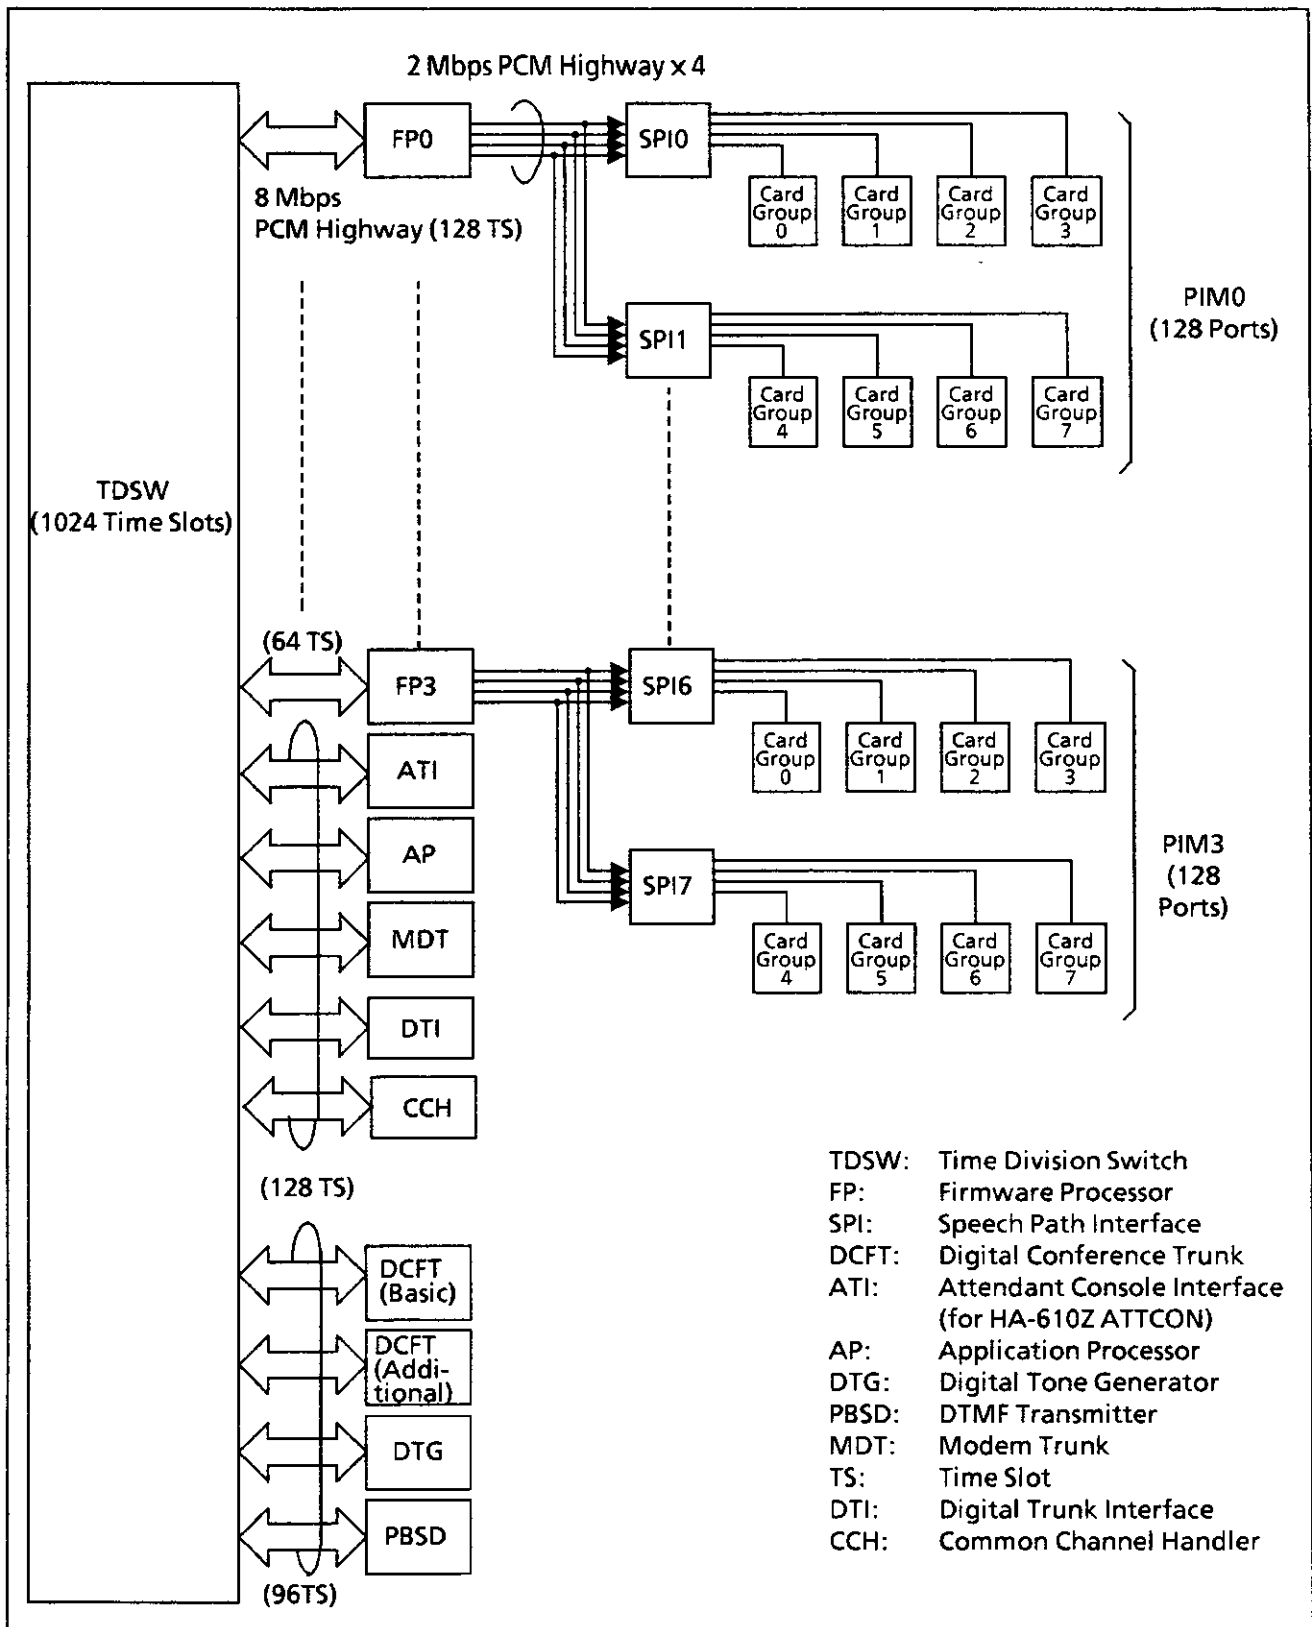 2 Mbps PCM Highway x 4
FP0
SPI0
8 Mbps
PCM Highway (128 TS)
Card
Group
0
Card
Group
1
Card
Group
2
Card
Group
3
PIM0
(128 Ports)
SPI1
Card
Group
4
Card
Group
5
Card
Group
6
Card
Group
7
TDSW
(1024 Time Slots)
(64 TS)
FP3
SPI6
Card
Group
0
Card
Group
1
Card
Group
2
Card
Group
3
ATI
AP
PIM3
(128
Ports)
SPI7
MDT
Card
Group
4
Card
Group
5
Card
Group
6
Card
Group
7
DTI
CCH
(128 TS)
DCFT
(Basic)
DCFT
(Addi-
tional)
DTG
PBSD
(96TS)
TDSW: Time Division Switch
FP: Firmware Processor
SPI: Speech Path Interface
DCFT: Digital Conference Trunk
ATI: Attendant Console Interface
(for HA-610Z ATTCON)
AP: Application Processor
DTG: Digital Tone Generator
PBSD: DTMF Transmitter
MDT: Modem Trunk
TS: Time Slot
DTI: Digital Trunk Interface
CCH: Common Channel Handler